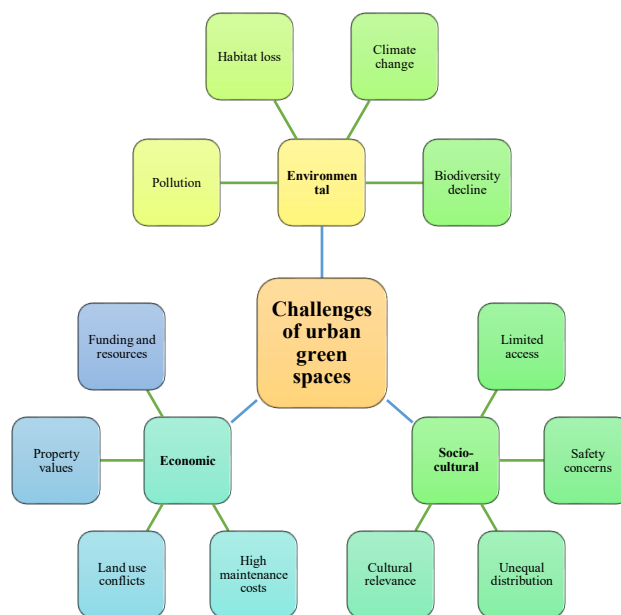 Habitat loss
Climate
change
Pollution
Environmen
tal
Biodiversity
decline
Challenges
of urban
green
spaces
Funding and
resources
Limited
access
Property
values
Economic
Socio-
cultural
Safety
concerns
Land use
conflicts
High
maintenance
costs
Cultural
relevance
Unequal
distribution